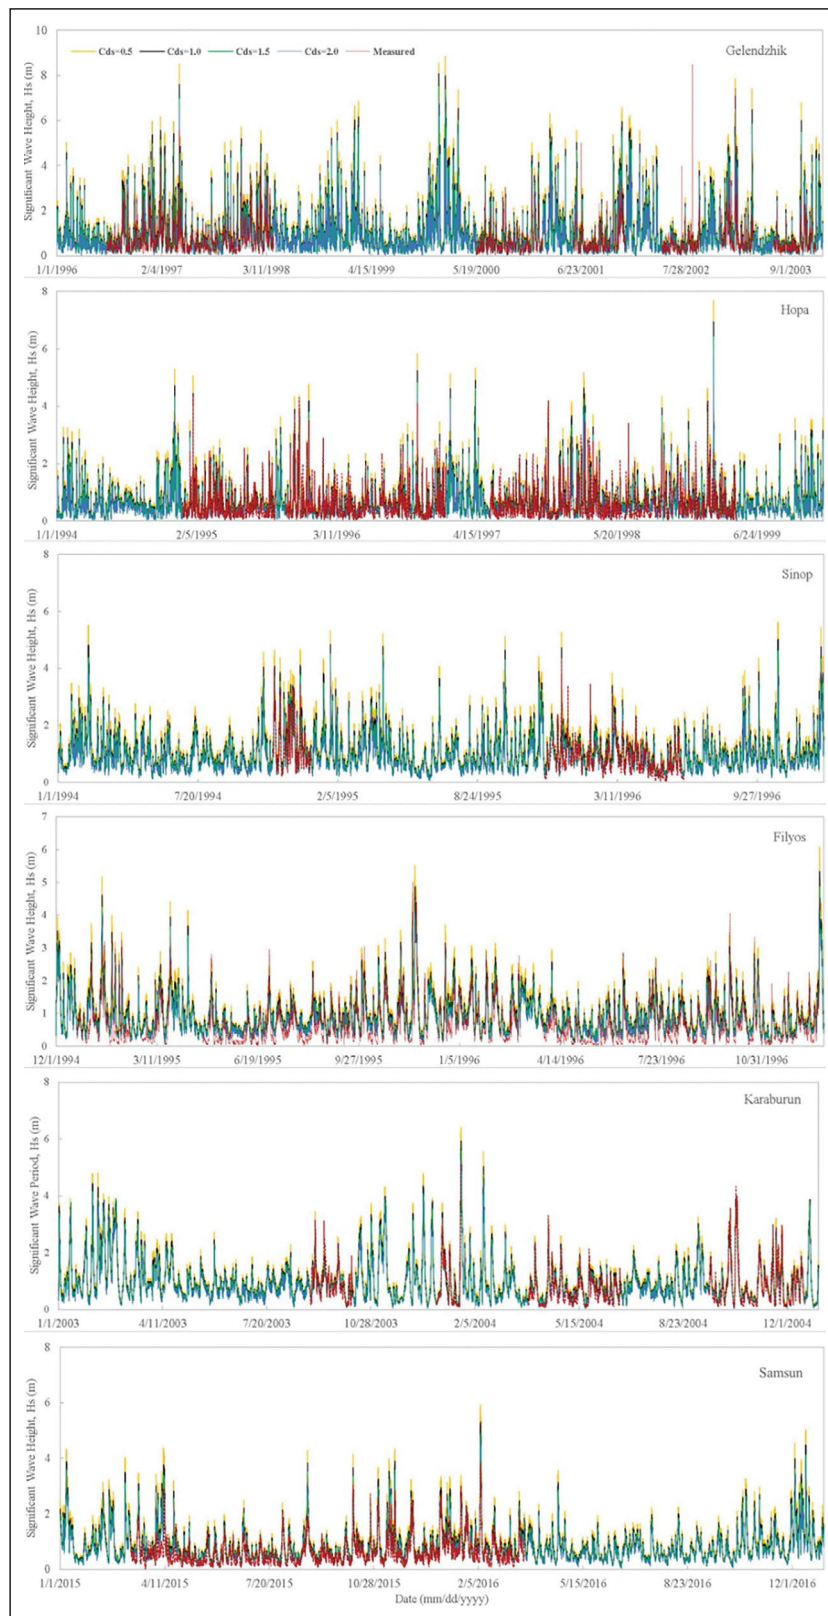 Cds=0.5 Cds=1.0 Cds=1.5 Cds=2.0 Measured
Gelendzhik
Significant Wave Height, Hs (m)
10
8
6
4
2
0
1/1/1996 2/4/1997 3/11/1998 4/15/1999 5/19/2000 6/23/2001 7/28/2002 9/1/2003
Hopa
Significant Wave Height, Hs (m)
8
6
4
2
0
1/1/1994 2/5/1995 3/11/1996 4/15/1997 5/20/1998 6/24/1999
Sinop
Significant Wave Height, Hs (m)
8
6
4
2
0
1/1/1994 7/20/1994 2/5/1995 8/24/1995 3/11/1996 9/27/1996
Filyos
Significant Wave Height, Hs (m)
7
6
5
4
3
2
1
0
12/1/1994 3/11/1995 6/19/1995 9/27/1995 1/5/1996 4/14/1996 7/23/1996 10/31/1996
Karaburun
Significant Wave Period, Hs (m)
8
6
4
2
0
1/1/2003 4/11/2003 7/20/2003 10/28/2003 2/5/2004 5/15/2004 8/23/2004 12/1/2004
Samsun
Significant Wave Height, Hs (m)
8
6
4
2
0
1/1/2015 4/11/2015 7/20/2015 10/28/2015 2/5/2016 5/15/2016 8/23/2016 12/1/2016
Date (mm/dd/yyyy)